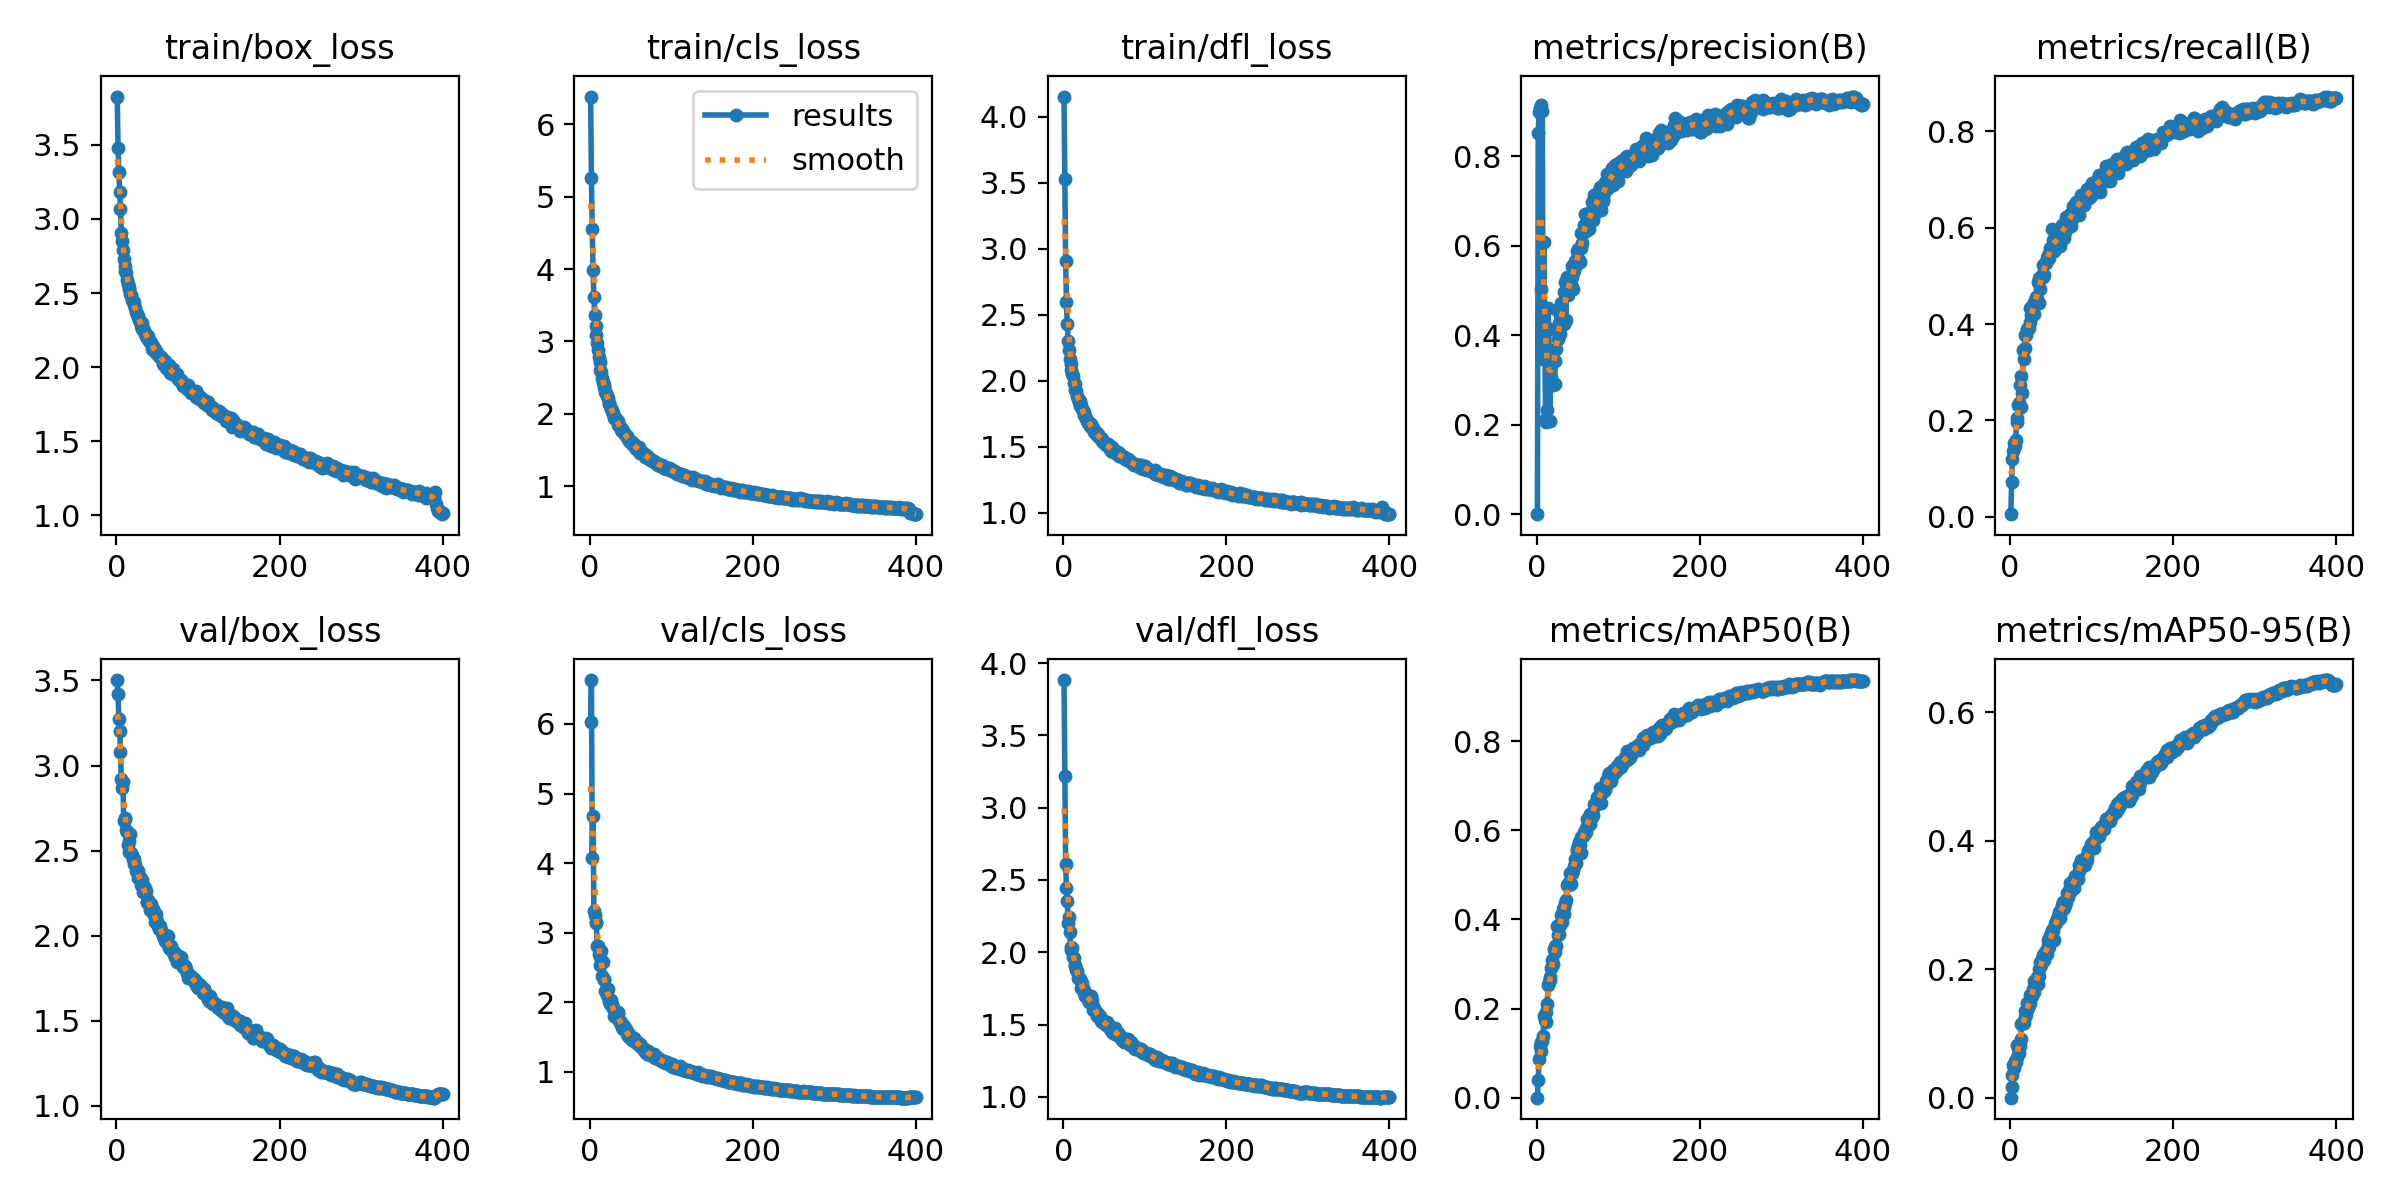 train/box_loss
3.5
3.0
2.5
2.0
1.5
1.0
0 200 400
train/cls_loss
results
smooth
6
5
4
3
2
1
0 200 400
train/dfl_loss
4.0
3.5
3.0
2.5
2.0
1.5
1.0
0 200 400
metrics/precision(B)
0.8
0.6
0.4
0.2
0.0
0 200 400
metrics/recall(B)
0.8
0.6
0.4
0.2
0.0
0 200 400
val/box_loss
3.5
3.0
2.5
2.0
1.5
1.0
0 200 400
val/cls_loss
6
5
4
3
2
1
0 200 400
val/dfl_loss
4.0
3.5
3.0
2.5
2.0
1.5
1.0
0 200 400
metrics/mAP50(B)
0.8
0.6
0.4
0.2
0.0
0 200 400
metrics/mAP50-95(B)
0.6
0.4
0.2
0.0
0 200 400